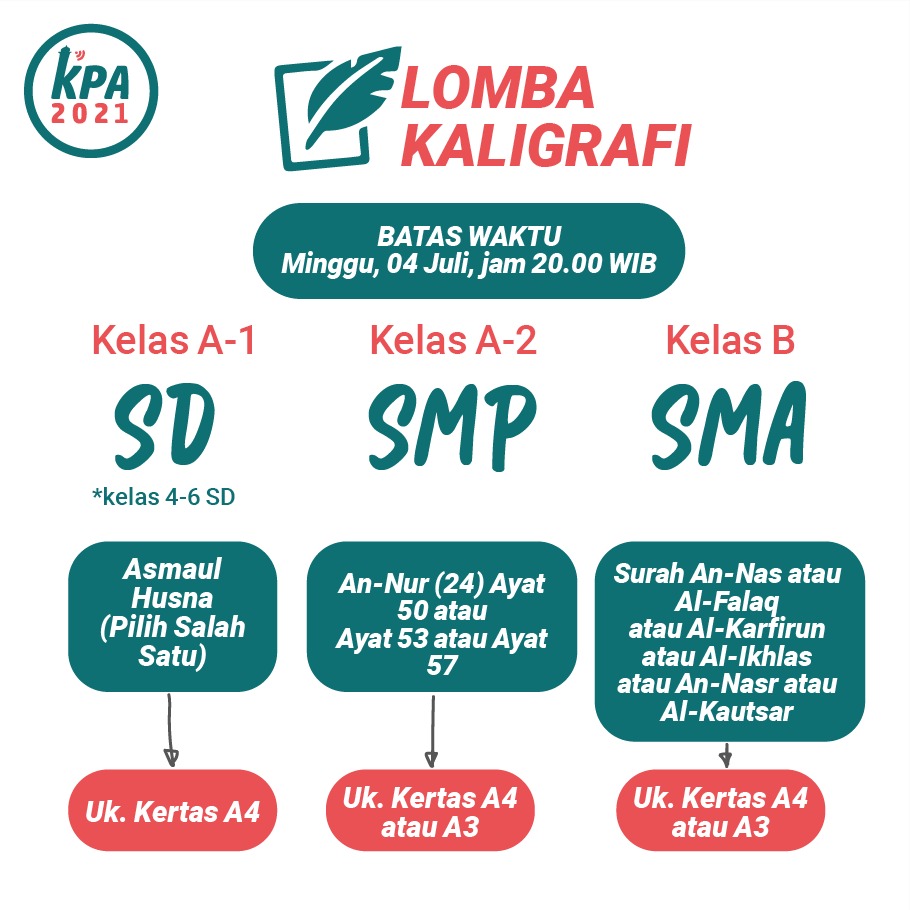 KPA
2021
LOMBA
KALIGRAFI
BATAS WAKTU
Minggu, 04 Juli, jam 20.00 WIB
Kelas A-1
SD
*kelas 4-6 SD
Asmaul
Husna
(Pilih Salah
Satu)
Uk. Kertas A4
Kelas A-2
SMP
An-Nur (24) Ayat
50 atau
Ayat 53 atau Ayat
57
Uk. Kertas A4
atau A3
Kelas B
SMA
Surah An-Nas atau
Al-Falaq
atau Al-Karfirun
atau Al-Ikhlas
atau An-Nasr atau
Al-Kautsar
Uk. Kertas A4
atau A3